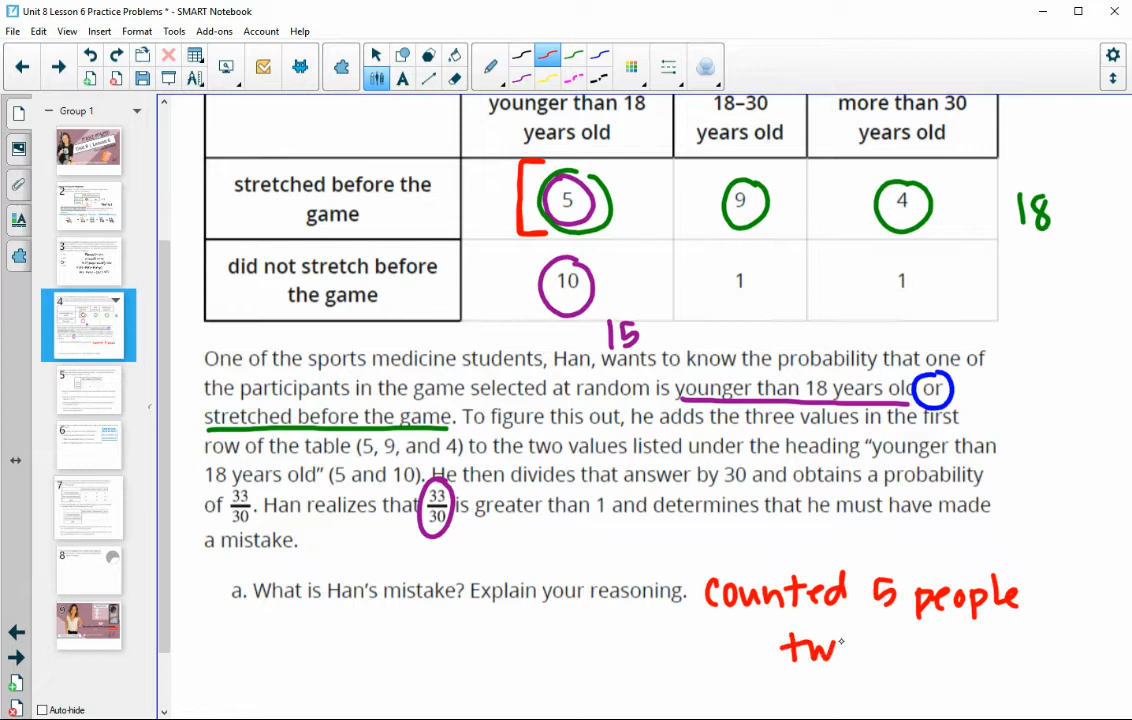 Unit 8 Lesson 6 Practice Problems * - SMART Notebook
File Edit View Insert Format Tools Add-ons Account Help
Group 1
2
3
4
5
6
7
8
9
Auto-hide
younger than 18 years old
18–30 years old
more than 30 years old
stretched before the game
5
9
4
18
did not stretch before the game
10
1
1
15
One of the sports medicine students, Han, wants to know the probability that one of
the participants in the game selected at random is younger than 18 years old or
stretched before the game. To figure this out, he adds the three values in the first
row of the table (5, 9, and 4) to the two values listed under the heading “younger than
18 years old” (5 and 10). He then divides that answer by 30 and obtains a probability
of 33/30. Han realizes that 33/30 is greater than 1 and determines that he must have made
a mistake.
a. What is Han’s mistake? Explain your reasoning.
counted 5 people
tw